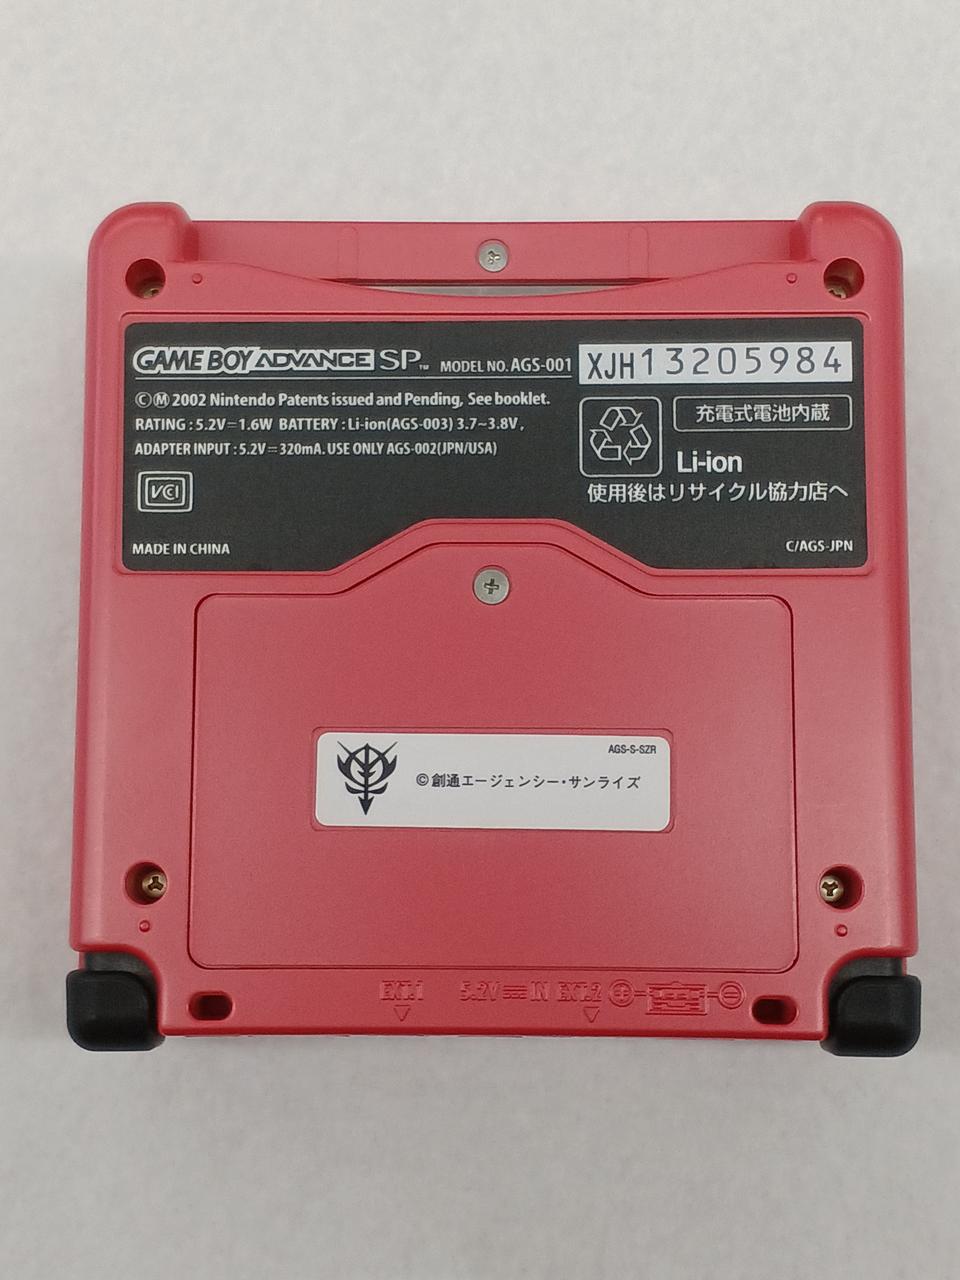 GAME BOY ADVANCE SP TM MODEL NO. AGS-001
XJH13205984
©Ⓜ 2002 Nintendo Patents issued and Pending, See booklet.
RATING : 5.2V⎓1.6W BATTERY : Li-ion(AGS-003) 3.7~3.8V,
ADAPTER INPUT : 5.2V⎓320mA. USE ONLY AGS-002(JPN/USA)
VCI
MADE IN CHINA
充電式電池内蔵
Li-ion
使用後はリサイクル協力店へ
C/AGS-JPN
AGS-S-SZR
©創通エージェンシー・サンライズ
EXT.1 5.2V⎓IN EXT.2